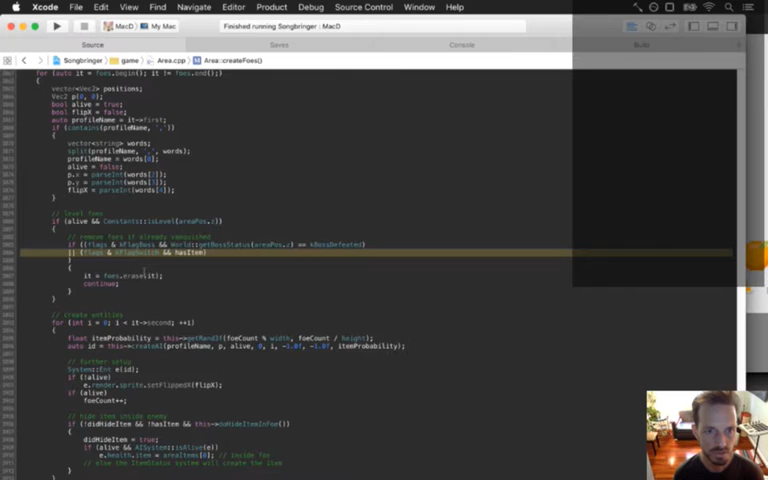 Xcode File Edit View Find Navigate Editor Product Debug Source Control Window Help
MacD My Mac Finished running Songbringer : MacD
Source Saves Console Build
Songbringer game Area.cpp Area::createFoes()
for (auto it = foes.begin(); it != foes.end();)
{
vector<Vec2> positions;
Vec2 p(0, 0);
bool alive = true;
bool flipX = false;
auto profileName = it->first;
if (contains(profileName, ","))
{
vector<string> words;
split(profileName, ",", words);
profileName = words[0];
alive = false;
p.x = parseInt(words[2]);
p.y = parseInt(words[3]);
flipX = parseInt(words[4]);
}
// level foes
if (alive && Constants::isLevel(areaPos.z))
{
// remove foes if already vanquished
if ((flags & kFlagBoss && World::getBossStatus(areaPos.z) == kBossDefeated)
|| (flags & kFlagSwitch && hasItem)
)
{
it = foes.erase(it);
continue;
}
}
// create entities
for (int i = 0; i < it->second; ++i)
{
float itemProbability = this->getRand3f(foeCount % width, foeCount / height);
auto id = this->createAI(profileName, p, alive, 0, i, -1.0f, -1.0f, itemProbability);
// further setup
System::Ent e(id);
if (!alive)
e.render.sprite.setFlippedX(flipX);
if (alive)
foeCount++;
// hide item inside enemy
if (!didHideItem && !hasItem && this->doHideItemInFoe())
{
didHideItem = true;
if (alive && AISystem::isAlive(e))
e.health.item = areaItems[0]; // inside foe
// else the ItemStatus system will create the item